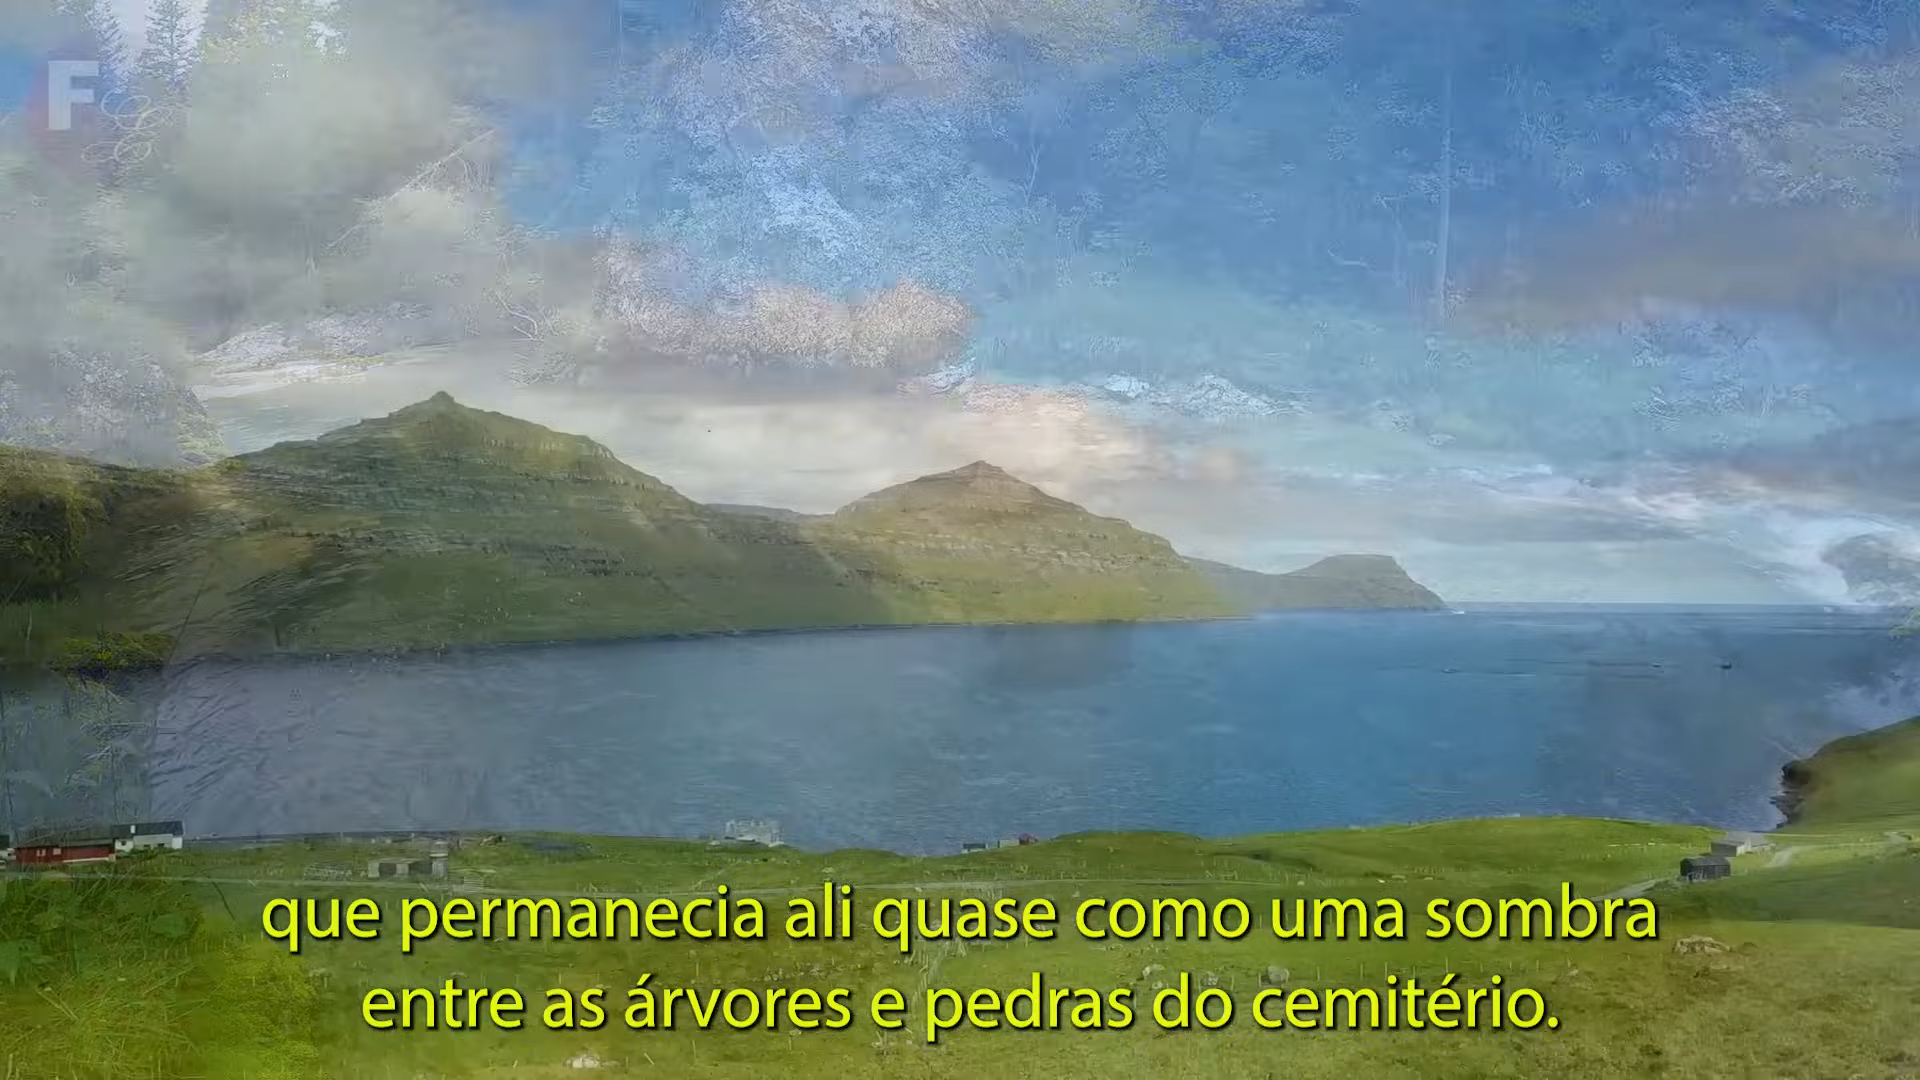 F
que permanecia ali quase como uma sombra
entre as árvores e pedras do cemitério.